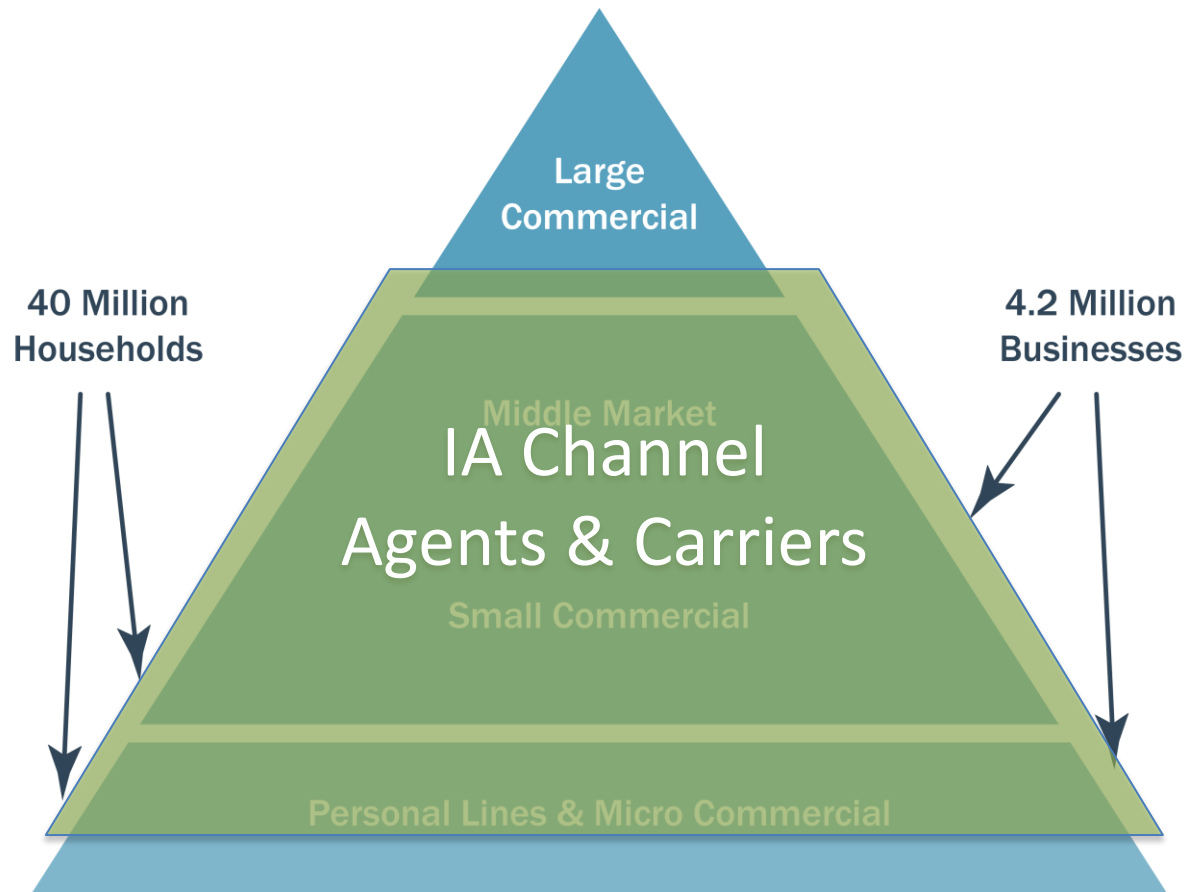 Large
Commercial
40 Million
Households
4.2 Million
Businesses
Middle Market
IA Channel
Agents & Carriers
Small Commercial
Personal Lines & Micro Commercial